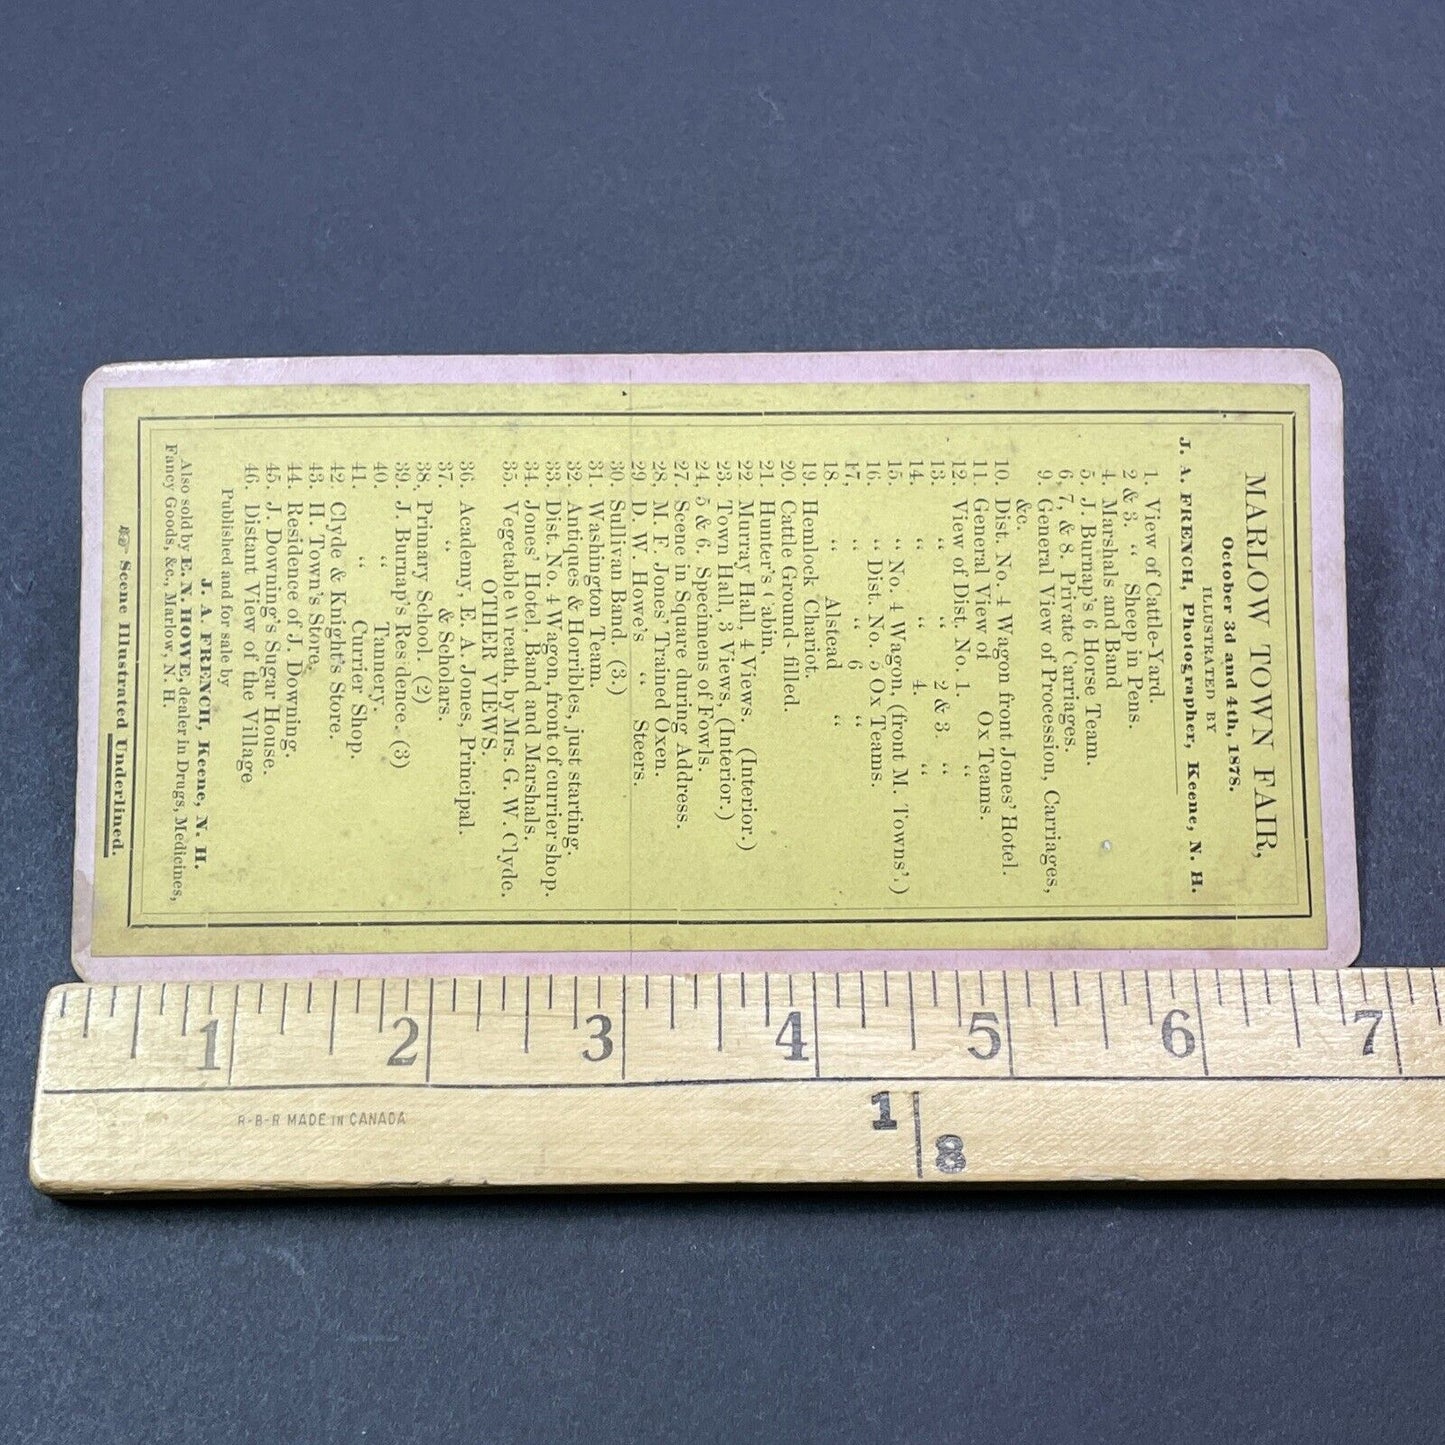 MARLOW TOWN FAIR,
October 3d and 4th, 1878.
ILLUSTRATED BY
J. A. FRENCH, Photographer, Keene, N. H.
1. View of Cattle-Yard.
2 & 3. “ Sheep in Pens.
4. Marshals and Band
5. J. Burnap's 6 Horse Team.
6, 7, & 8. Private Carriages.
9. General View of Procession, Carriages,
&c.
10. Dist. No. 4 Wagon front Jones' Hotel.
11. General View of Ox Teams.
12. View of Dist. No. 1. “
13. “ “ 2 & 3. “
14. “ “ 4. “
15. “ No. 4 Wagon, (front M. Towns'.)
16. “ Dist. No. 5 Ox Teams.
17. “ “ 6 “
18. “ Alstead “
19. Hemlock Chariot.
20. Cattle Ground - filled.
21. Hunter's Cabin,
22. Murray Hall, 4 Views. (Interior.)
23. Town Hall, 3 Views, (Interior.)
24. 5 & 6. Specimens of Fowls.
27. Scene in Square during Address.
28. M. F. Jones' Trained Oxen.
29. D. W. Howe's “ Steers.
30. Sullivan Band. (3.)
31. Washington Team.
32. Antiques & Horribles, just starting.
33. Dist. No. 4 Wagon, front of currier shop.
34. Jones' Hotel, Band and Marshals.
35. Vegetable Wreath, by Mrs. G. W. Clyde.
OTHER VIEWS.
36. Academy, E. A. Jones, Principal.
37. “ & Scholars.
38. Primary School. (2)
39. J. Burnap's Residence. (3)
40. “ Tannery.
41. “ Currier Shop.
42. Clyde & Knight's Store.
43. H. Town's Store,
44. Residence of J. Downing.
45. J. Downing's Sugar House.
46. Distant View of the Village
Published and for sale by
J. A. FRENCH, Keene, N. H.
Also sold by E. N. HOWE, dealer in Drugs, Medicines,
Fancy Goods, &c., Marlow, N. H.
☞ Scene Illustrated Underlined.
1 2 3 4 5 6 7
R-B-R MADE IN CANADA
1 8